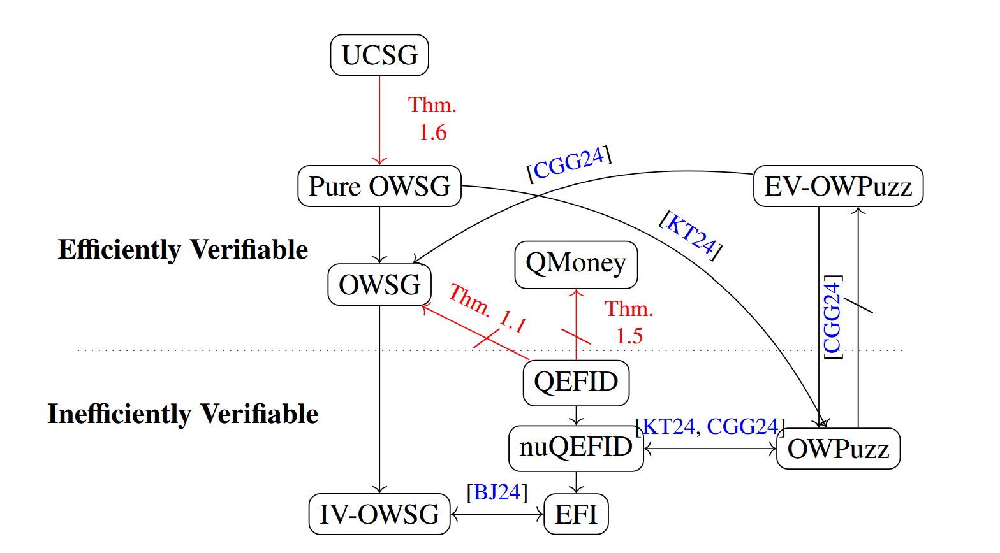 UCSG
Thm.
1.6
[CGG24]
Pure OWSG
EV-OWPuzz
[KT24]
Efficiently Verifiable
QMoney
OWSG
Thm. 1.1
Thm.
1.5
[CGG24]
QEFID
Inefficiently Verifiable
[KT24, CGG24]
nuQEFID
OWPuzz
[BJ24]
IV-OWSG
EFI